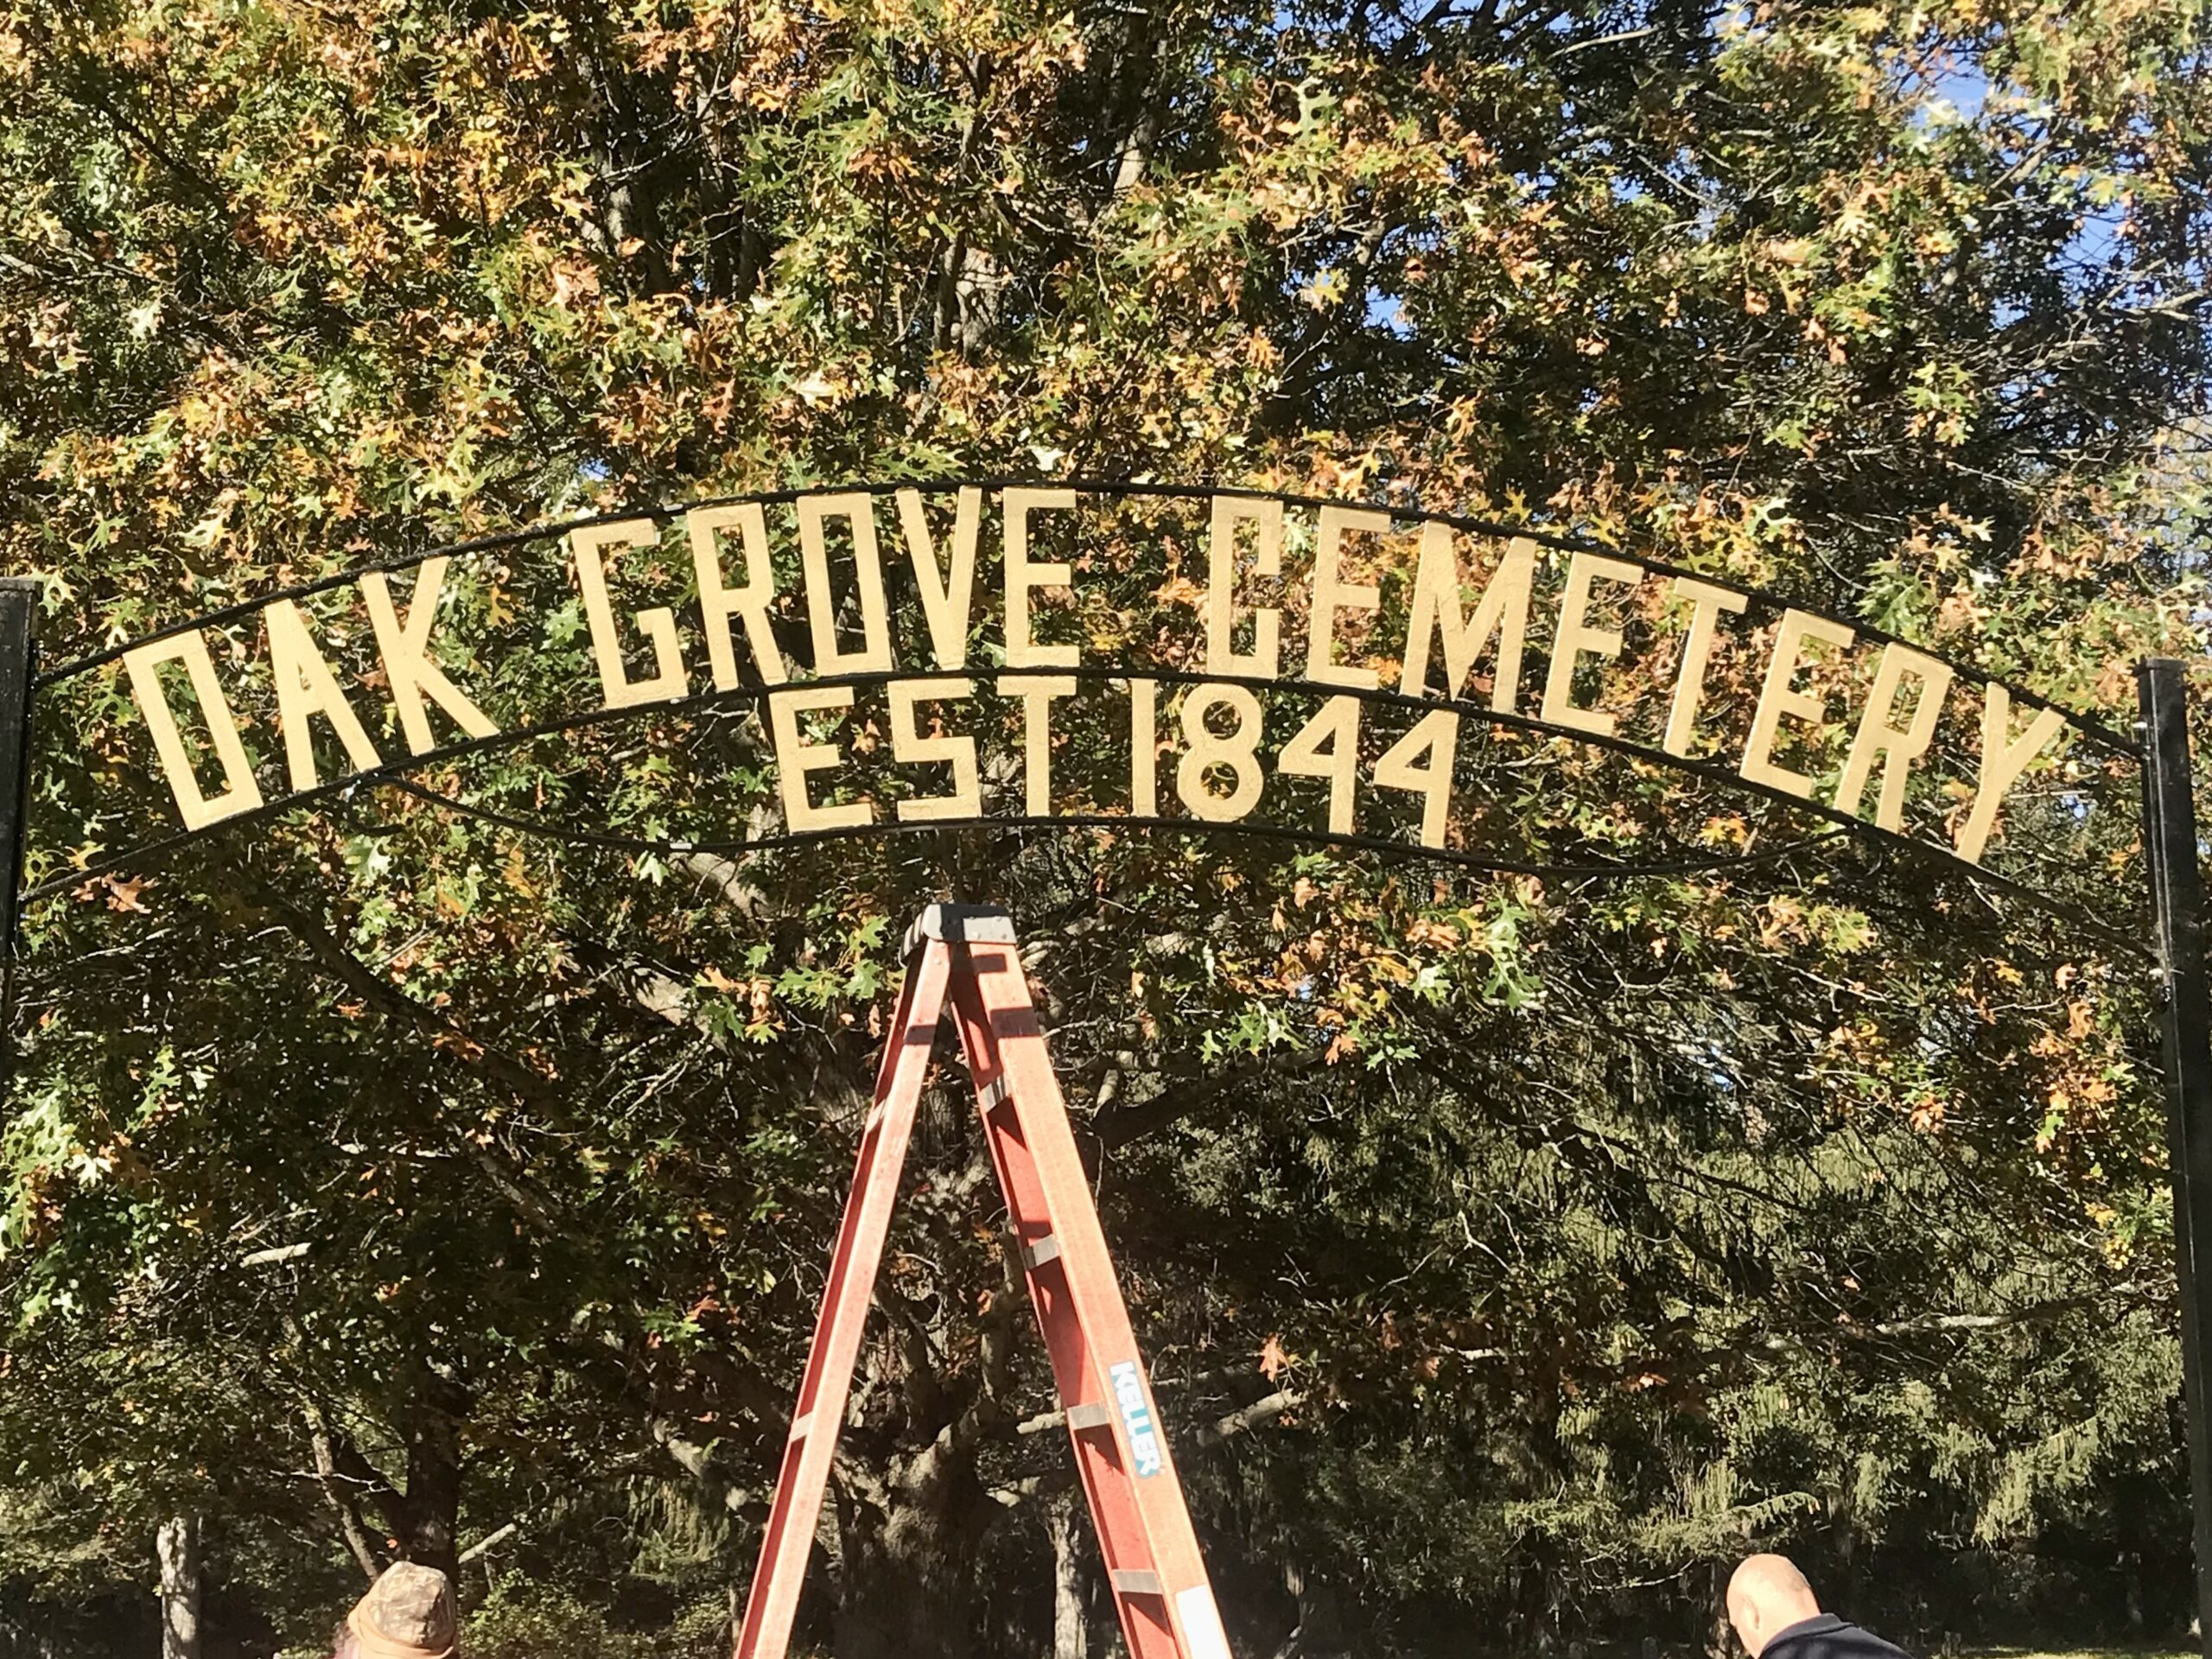 OAK GROVE CEMETERY
EST 1844
KELLER